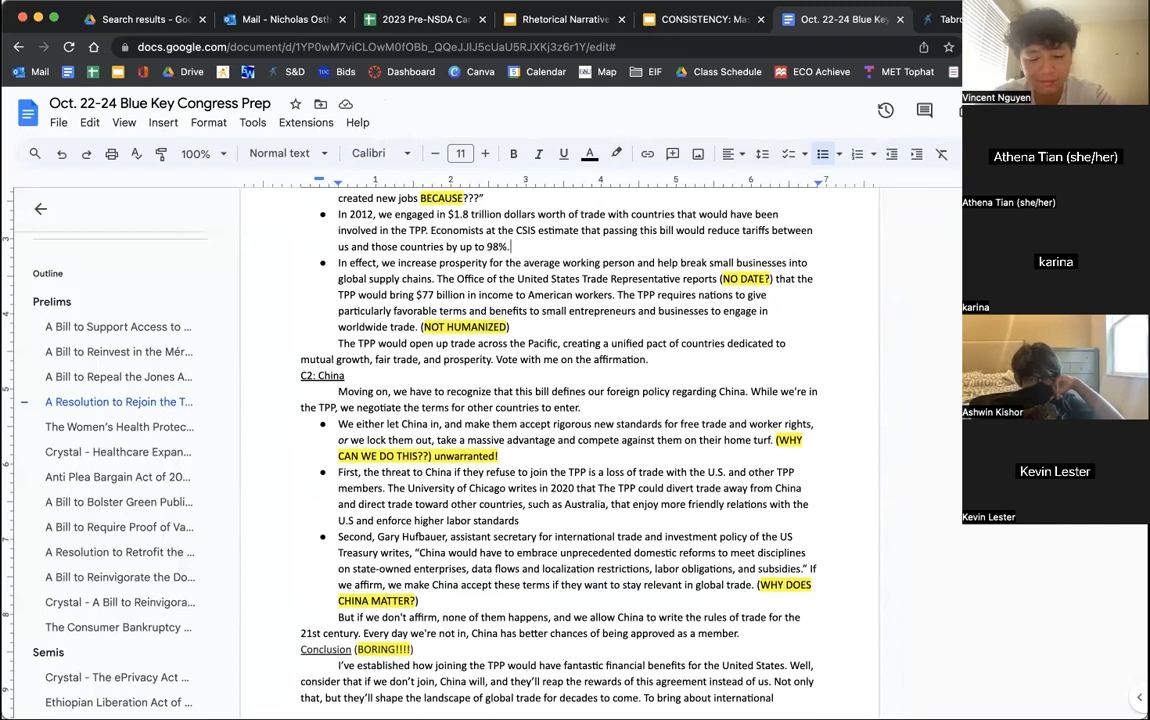 Search results - Goo
Mail - Nicholas Osth
2023 Pre-NSDA Car
Rhetorical Narrative
CONSISTENCY: Mas
Oct. 22-24 Blue Key
Tabro
docs.google.com/document/d/1YP0wM7viCLOwM0fOBb_QQeJJIJ5cUaU5RJXKj3z6r1Y/edit#
Mail
Drive
S&D
Bids
Dashboard
Canva
Calendar
Map
EIF
Class Schedule
ECO Achieve
MET Tophat
Oct. 22-24 Blue Key Congress Prep
File Edit View Insert Format Tools Extensions Help
100% Normal text Calibri 11
1 2 3 4 5 6 7
Outline
Prelims
A Bill to Support Access to ...
A Bill to Reinvest in the Mér...
A Bill to Repeal the Jones A...
A Resolution to Rejoin the T...
The Women's Health Protec...
Crystal - Healthcare Expan...
Anti Plea Bargain Act of 20...
A Bill to Bolster Green Publi...
A Bill to Require Proof of Va...
A Resolution to Retrofit the ...
A Bill to Reinvigorate the Do...
Crystal - A Bill to Reinvigora...
The Consumer Bankruptcy ...
Semis
Crystal - The ePrivacy Act ...
Ethiopian Liberation Act of ...
3
4
5
6
7
8
9
created new jobs BECAUSE???"
● In 2012, we engaged in $1.8 trillion dollars worth of trade with countries that would have been
involved in the TPP. Economists at the CSIS estimate that passing this bill would reduce tariffs between
us and those countries by up to 98%.
● In effect, we increase prosperity for the average working person and help break small businesses into
global supply chains. The Office of the United States Trade Representative reports (NO DATE?) that the
TPP would bring $77 billion in income to American workers. The TPP requires nations to give
particularly favorable terms and benefits to small entrepreneurs and businesses to engage in
worldwide trade. (NOT HUMANIZED)
The TPP would open up trade across the Pacific, creating a unified pact of countries dedicated to
mutual growth, fair trade, and prosperity. Vote with me on the affirmation.
C2: China
Moving on, we have to recognize that this bill defines our foreign policy regarding China. While we're in
the TPP, we negotiate the terms for other countries to enter.
● We either let China in, and make them accept rigorous new standards for free trade and worker rights,
or we lock them out, take a massive advantage and compete against them on their home turf. (WHY
CAN WE DO THIS??) unwarranted!
● First, the threat to China if they refuse to join the TPP is a loss of trade with the U.S. and other TPP
members. The University of Chicago writes in 2020 that The TPP could divert trade away from China
and direct trade toward other countries, such as Australia, that enjoy more friendly relations with the
U.S and enforce higher labor standards
● Second, Gary Hufbauer, assistant secretary for international trade and investment policy of the US
Treasury writes, "China would have to embrace unprecedented domestic reforms to meet disciplines
on state-owned enterprises, data flows and localization restrictions, labor obligations, and subsidies." If
we affirm, we make China accept these terms if they want to stay relevant in global trade. (WHY DOES
CHINA MATTER?)
But if we don't affirm, none of them happens, and we allow China to write the rules of trade for the
21st century. Every day we're not in, China has better chances of being approved as a member.
Conclusion (BORING!!!!)
I've established how joining the TPP would have fantastic financial benefits for the United States. Well,
consider that if we don't join, China will, and they'll reap the rewards of this agreement instead of us. Not only
that, but they'll shape the landscape of global trade for decades to come. To bring about international
Vincent Nguyen
Athena Tian (she/her)
Athena Tian (she/her)
karina
karina
Ashwin Kishor
Kevin Lester
Kevin Lester